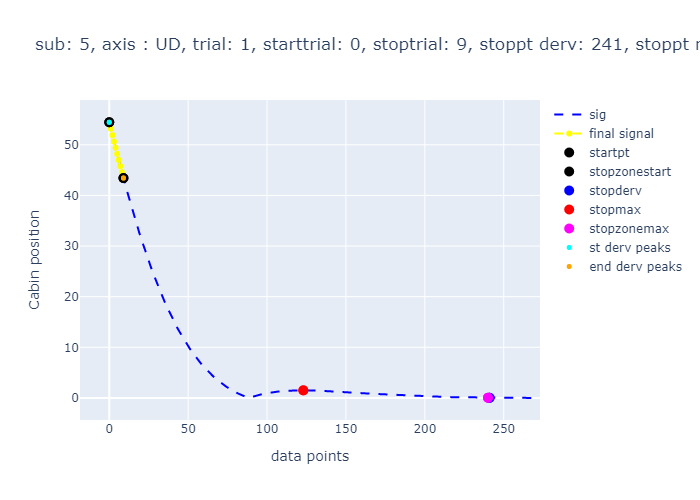 sub: 5, axis : UD, trial: 1, starttrial: 0, stoptrial: 9, stoppt derv: 241, stoppt
sig
final signal
startpt
stopzonestart
stopderv
stopmax
stopzonemax
st derv peaks
end derv peaks
Cabin position
50
40
30
20
10
0
0 50 100 150 200 250
data points